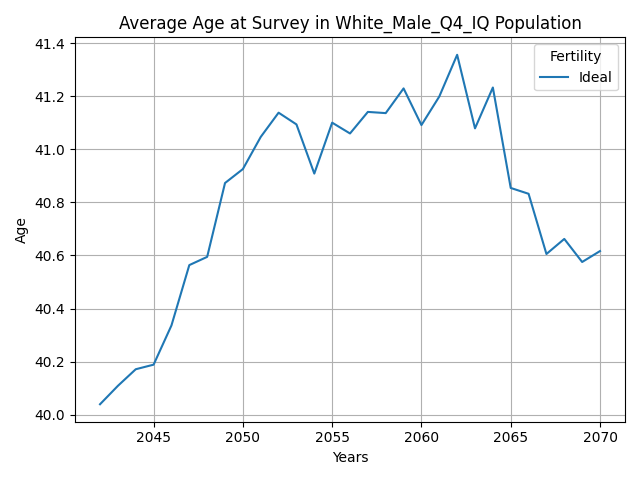 Average Age at Survey in White_Male_Q4_IQ Population
41.4
41.2
41.0
40.8
40.6
40.4
40.2
40.0
Age
Fertility
Ideal
2045 2050 2055 2060 2065 2070
Years